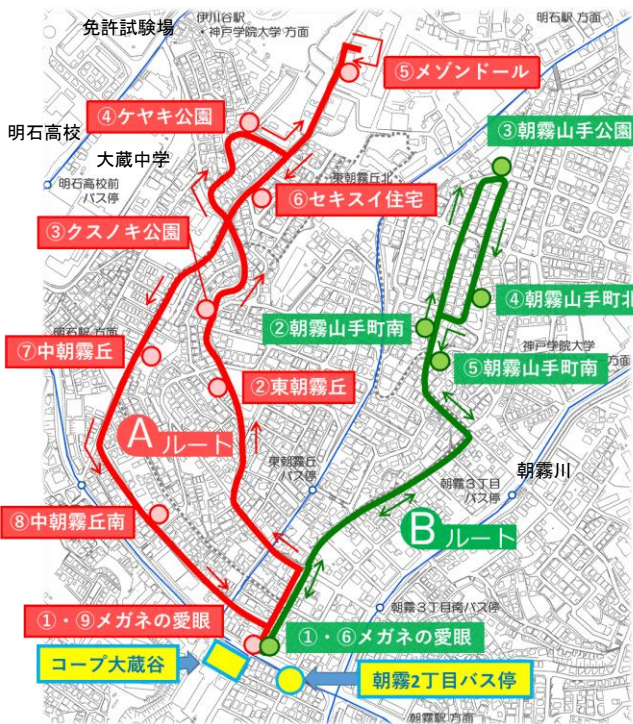 免許試験場
伊川谷駅
・神戸学院大学 方面
明石駅 方面
⑤メゾンドール
④ケヤキ公園
③朝霧山手公園
明石高校
大蔵中学
東朝霧丘北
明石高校前
バス停
⑥セキスイ住宅
③クスノキ公園
④朝霧山手町北
②朝霧山手町南
明石駅 方面
神戸学院大学
方面
⑦中朝霧丘
⑤朝霧山手町南
②東朝霧丘
Aルート
東朝霧丘
バス停
朝霧川
朝霧3丁目
バス停
⑧中朝霧丘南
Bルート
朝霧3丁目南バス停
①・⑨メガネの愛眼
①・⑥メガネの愛眼
コープ大蔵谷
朝霧2丁目バス停
朝霧駅 方面